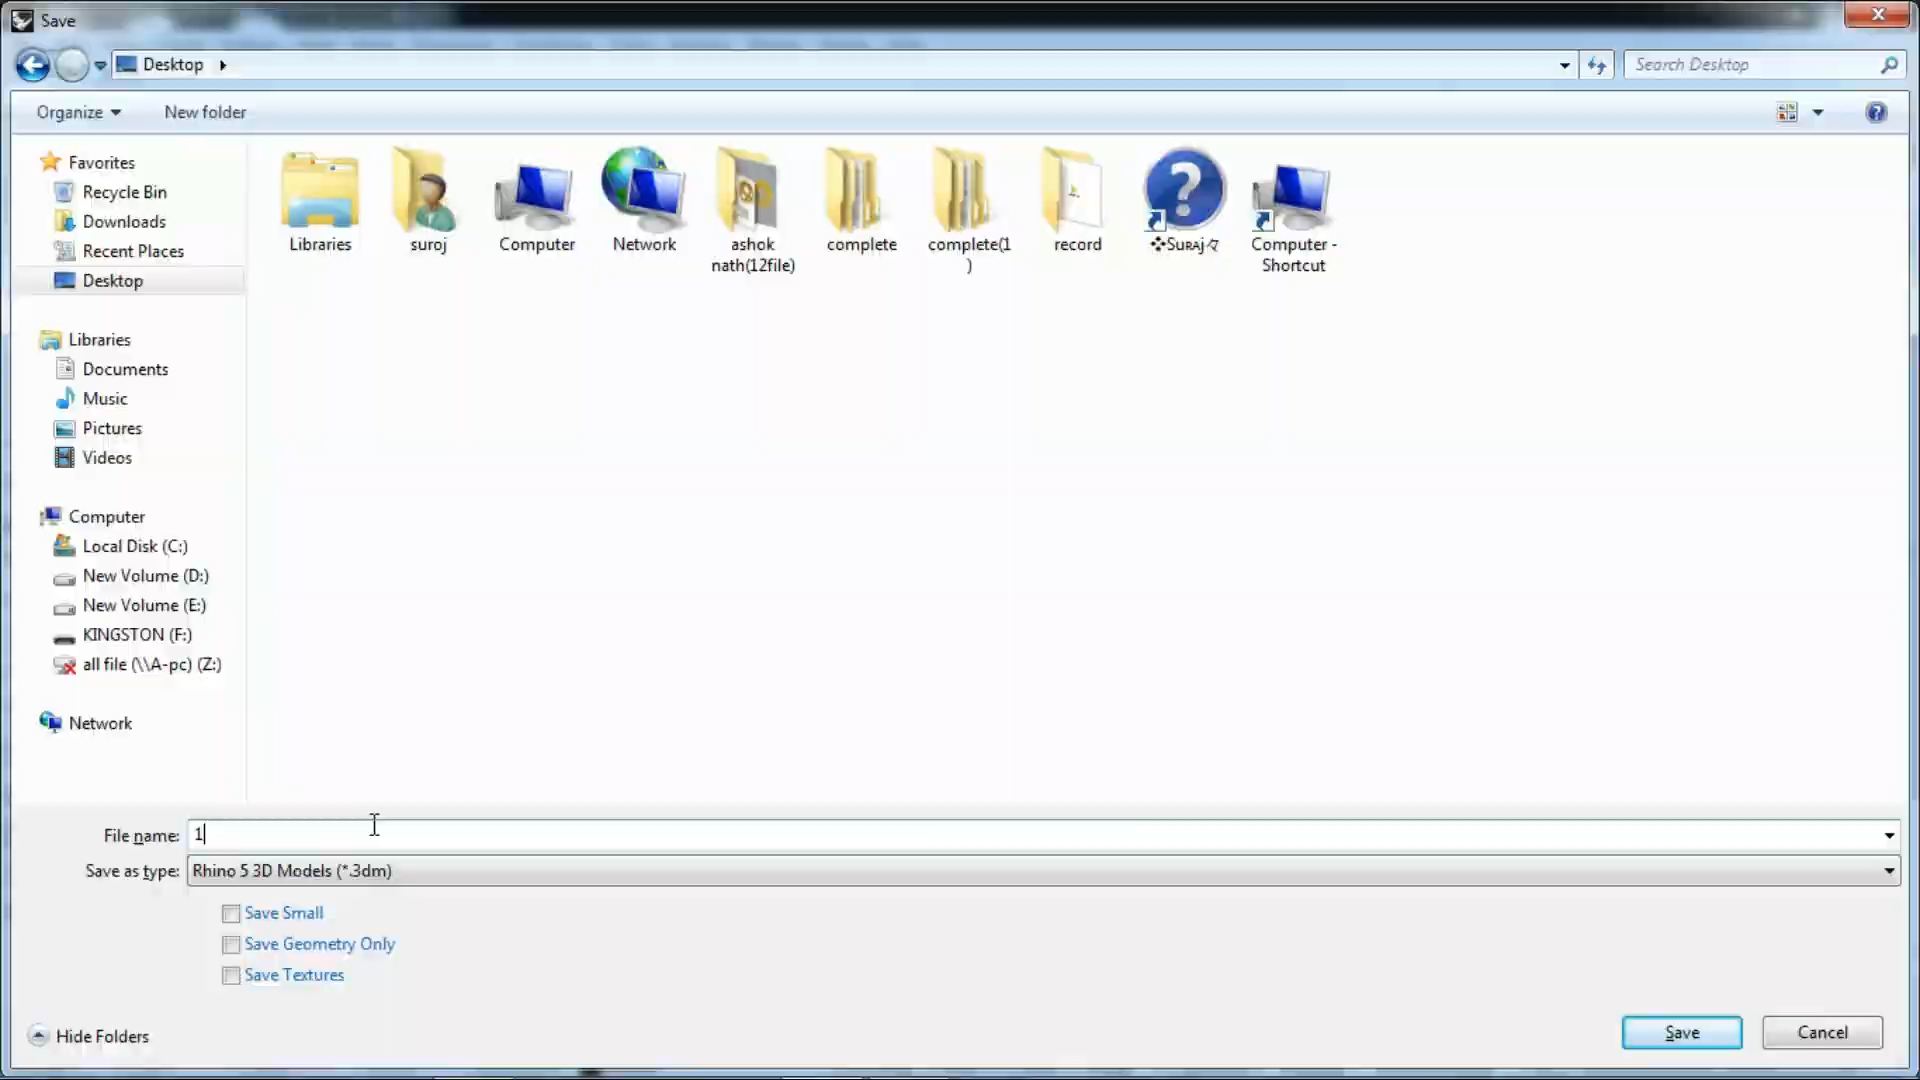 Save
Desktop
Search Desktop
Organize
New folder
Favorites
Recycle Bin
Downloads
Recent Places
Desktop
Libraries
Documents
Music
Pictures
Videos
Computer
Local Disk (C:)
New Volume (D:)
New Volume (E:)
KINGSTON (F:)
all file (\\A-pc) (Z:)
Network
Libraries
suroj
Computer
Network
ashok
nath(12file)
complete
complete(1
)
record
Computer -
Shortcut
File name: 1
Save as type: Rhino 5 3D Models (*.3dm)
Save Small
Save Geometry Only
Save Textures
Hide Folders
Save
Cancel